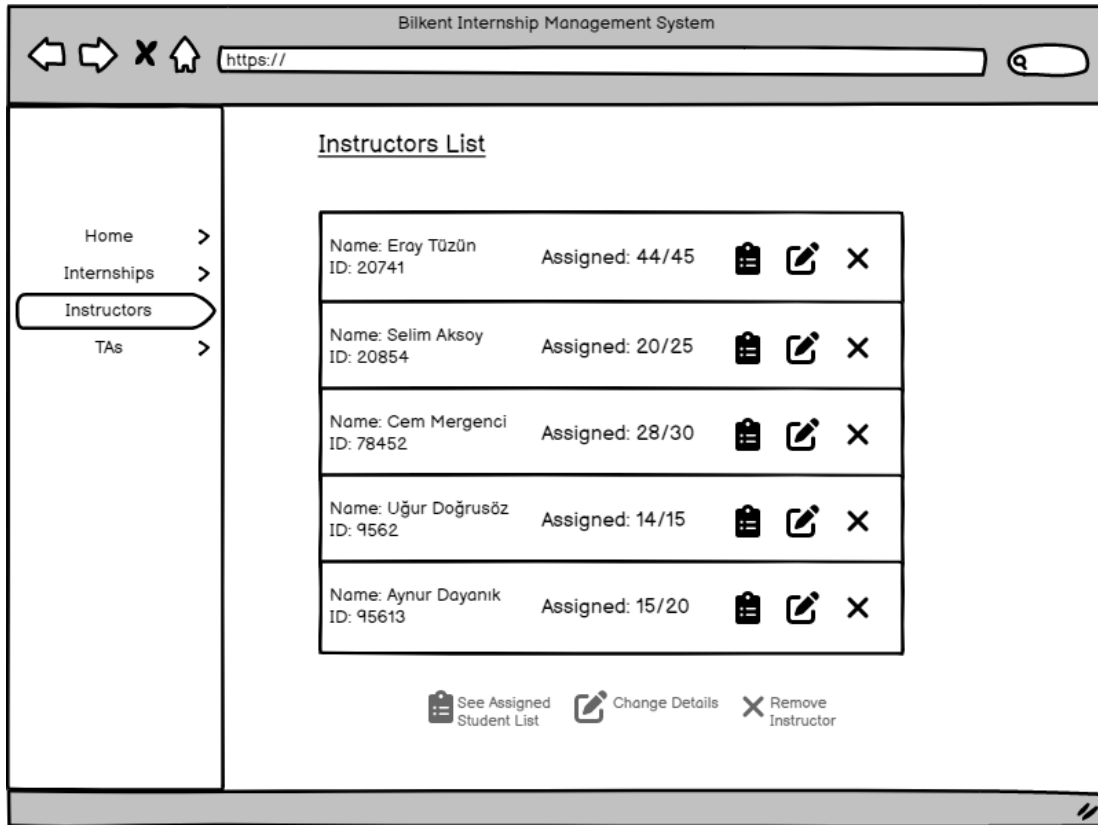 Bilkent Internship Management System
https://
Instructors List
Home
Internships
Instructors
TAs
Name: Eray Tüzün
ID: 20741
Assigned: 44/45
Name: Selim Aksoy
ID: 20854
Assigned: 20/25
Name: Cem Mergenci
ID: 78452
Assigned: 28/30
Name: Uğur Doğrusöz
ID: 9562
Assigned: 14/15
Name: Aynur Dayanık
ID: 95613
Assigned: 15/20
See Assigned
Student List
Change Details
Remove
Instructor